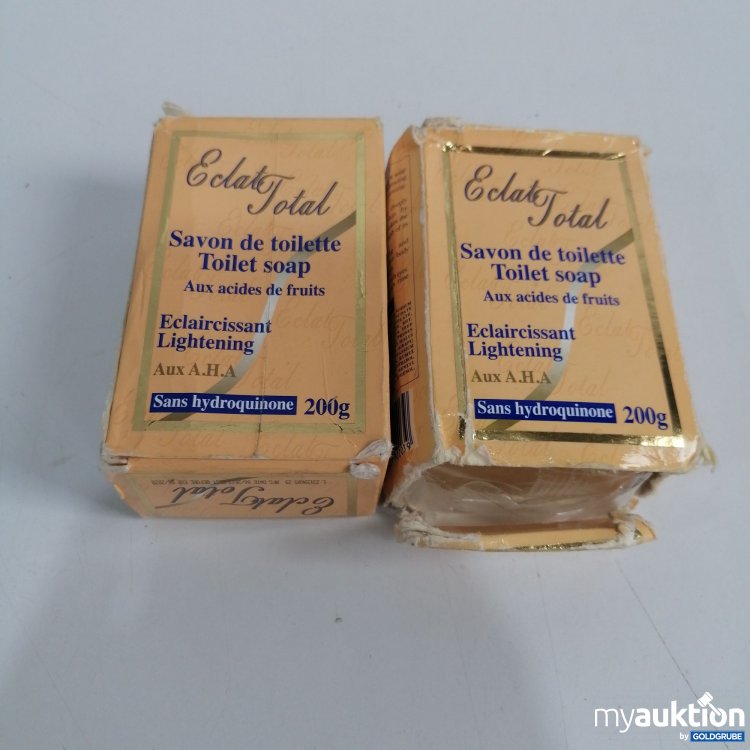 Eclat Total
Savon de toilette
Toilet soap
Aux acides de fruits
Eclaircissant
Lightening
Aux A.H.A
Sans hydroquinone 200g
Eclat Total
Eclat Total
Savon de toilette
Toilet soap
Aux acides de fruits
Eclaircissant
Lightening
Aux A.H.A
Sans hydroquinone 200g
myauktion
by GOLDGRUBE